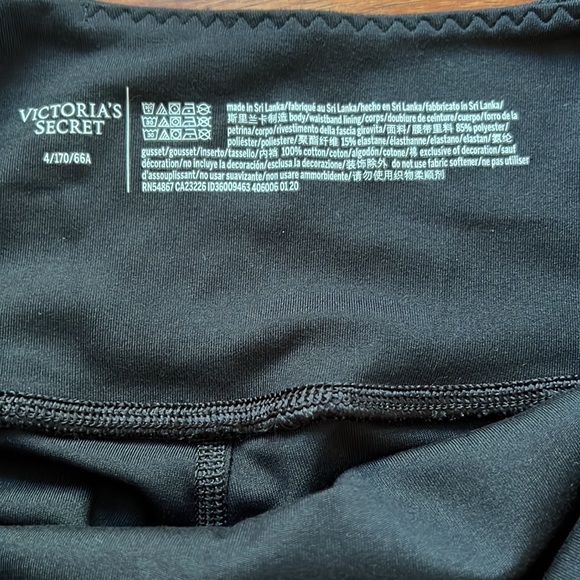 VICTORIA'S
SECRET
4/170/66A
made in Sri Lanka/fabriqué au Sri Lanka/hecho en Sri Lanka/fabbricato in Sri Lanka/
斯里兰卡制造 body/waistband lining/corps/doublure de ceinture/cuerpo/forro de la
petrina/corpo/rivestimento della fascia girovita/面料/腰带里料 85% polyester/
polyester/poliéster/poliestere/聚酯纤维 15% elastane/élasthanne/elastano/elastan/氨纶
gusset/gousset/inserto/tassello/内裆 100% cotton/coton/algodón/cotone/棉 exclusive of decoration/sauf
décoration/no incluye la decoración/esclusa la decorazione/装饰除外 do not use fabric softener/ne pas utiliser
d'assouplissant/no usar suavizante/non usare ammorbidente/请勿使用织物柔顺剂
RN54867 CA23226 ID36009463 406006 01 20